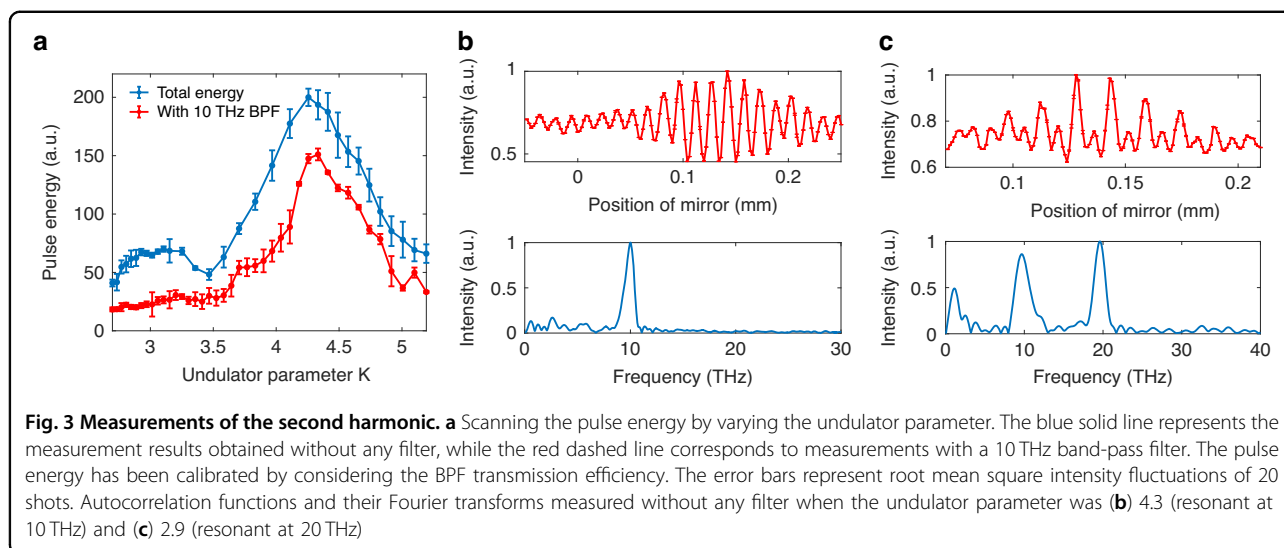 a
Pulse energy (a.u.)
200
150
100
50
0
Total energy
With 10 THz BPF
3
3.5
4
4.5
5
Undulator parameter K
b
Intensity (a.u.)
1
0.5
0
0.1
0.2
Position of mirror (mm)
Intensity (a.u.)
1
0.5
0
0
10
20
30
Frequency (THz)
c
Intensity (a.u.)
1
0.8
0.6
0.1
0.15
0.2
Position of mirror (mm)
Intensity (a.u.)
1
0.5
0
0
10
20
30
40
Frequency (THz)
Fig. 3 Measurements of the second harmonic. a Scanning the pulse energy by varying the undulator parameter. The blue solid line represents the
measurement results obtained without any filter, while the red dashed line corresponds to measurements with a 10 THz band-pass filter. The pulse
energy has been calibrated by considering the BPF transmission efficiency. The error bars represent root mean square intensity fluctuations of 20
shots. Autocorrelation functions and their Fourier transforms measured without any filter when the undulator parameter was (b) 4.3 (resonant at
10 THz) and (c) 2.9 (resonant at 20 THz)